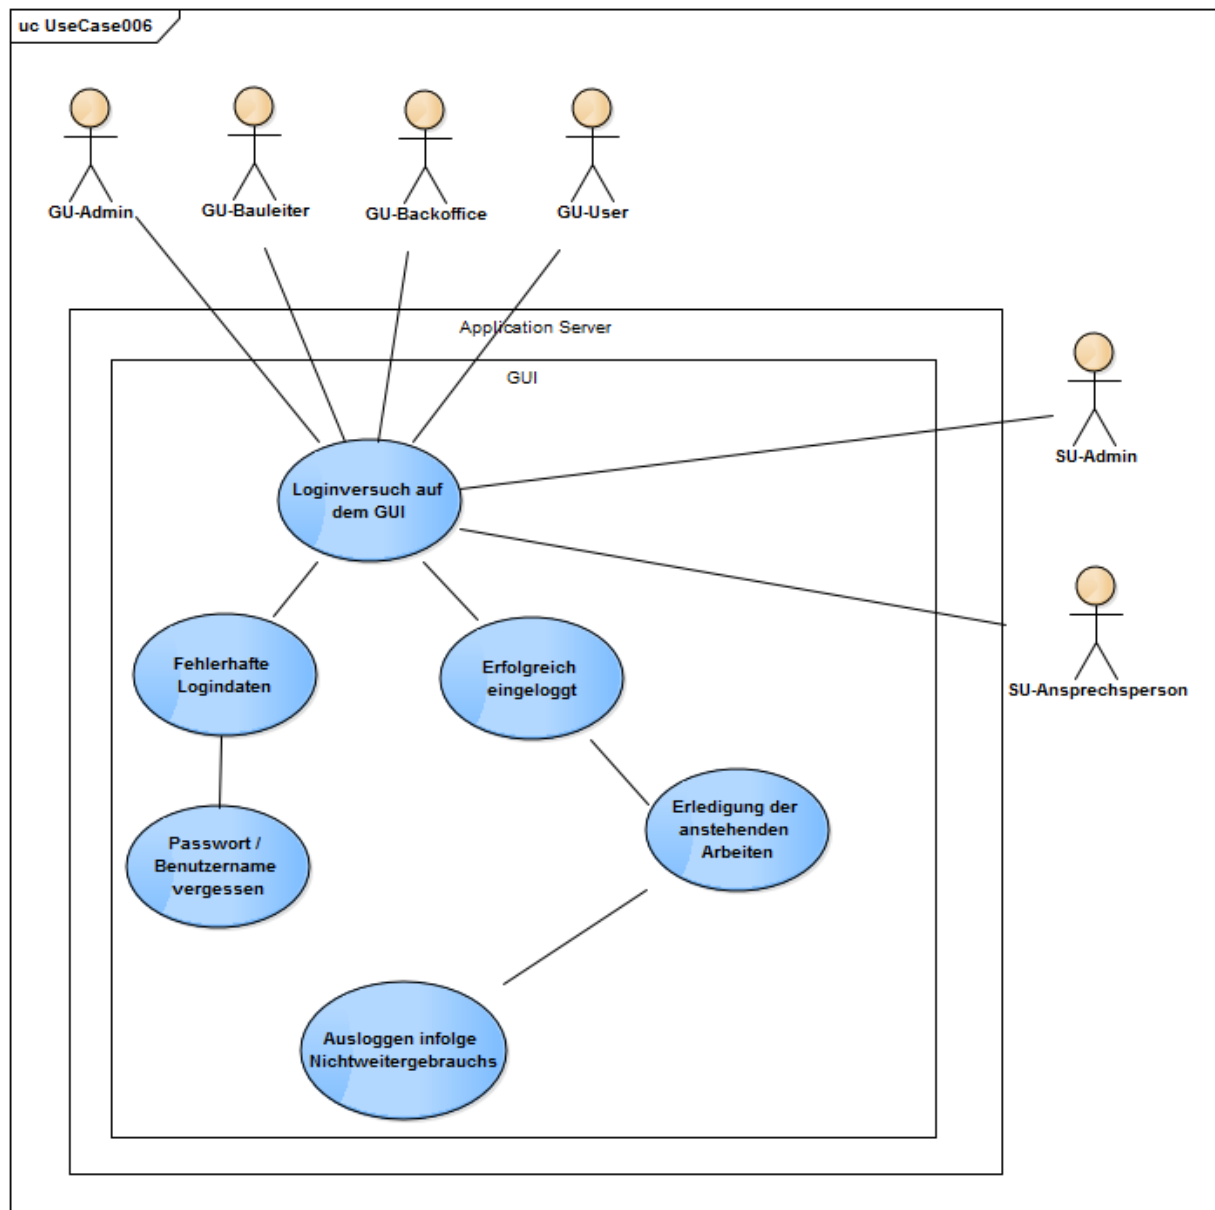 uc UseCase006
GU-Admin
GU-Bauleiter
GU-Backoffice
GU-User
Application Server
GUI
SU-Admin
Loginversuch auf
dem GUI
SU-Ansprechsperson
Fehlerhafte
Logindaten
Erfolgreich
eingeloggt
Erledigung der
anstehenden
Arbeiten
Passwort /
Benutzername
vergessen
Ausloggen infolge
Nichtweitergebrauchs